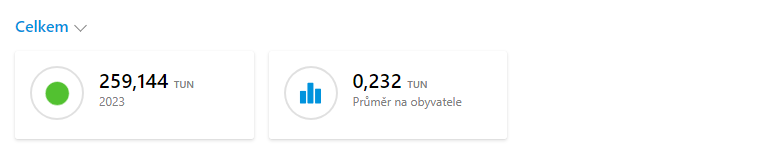 Celkem
259,144 TUN
2023
0,232 TUN
Průměr na obyvatele